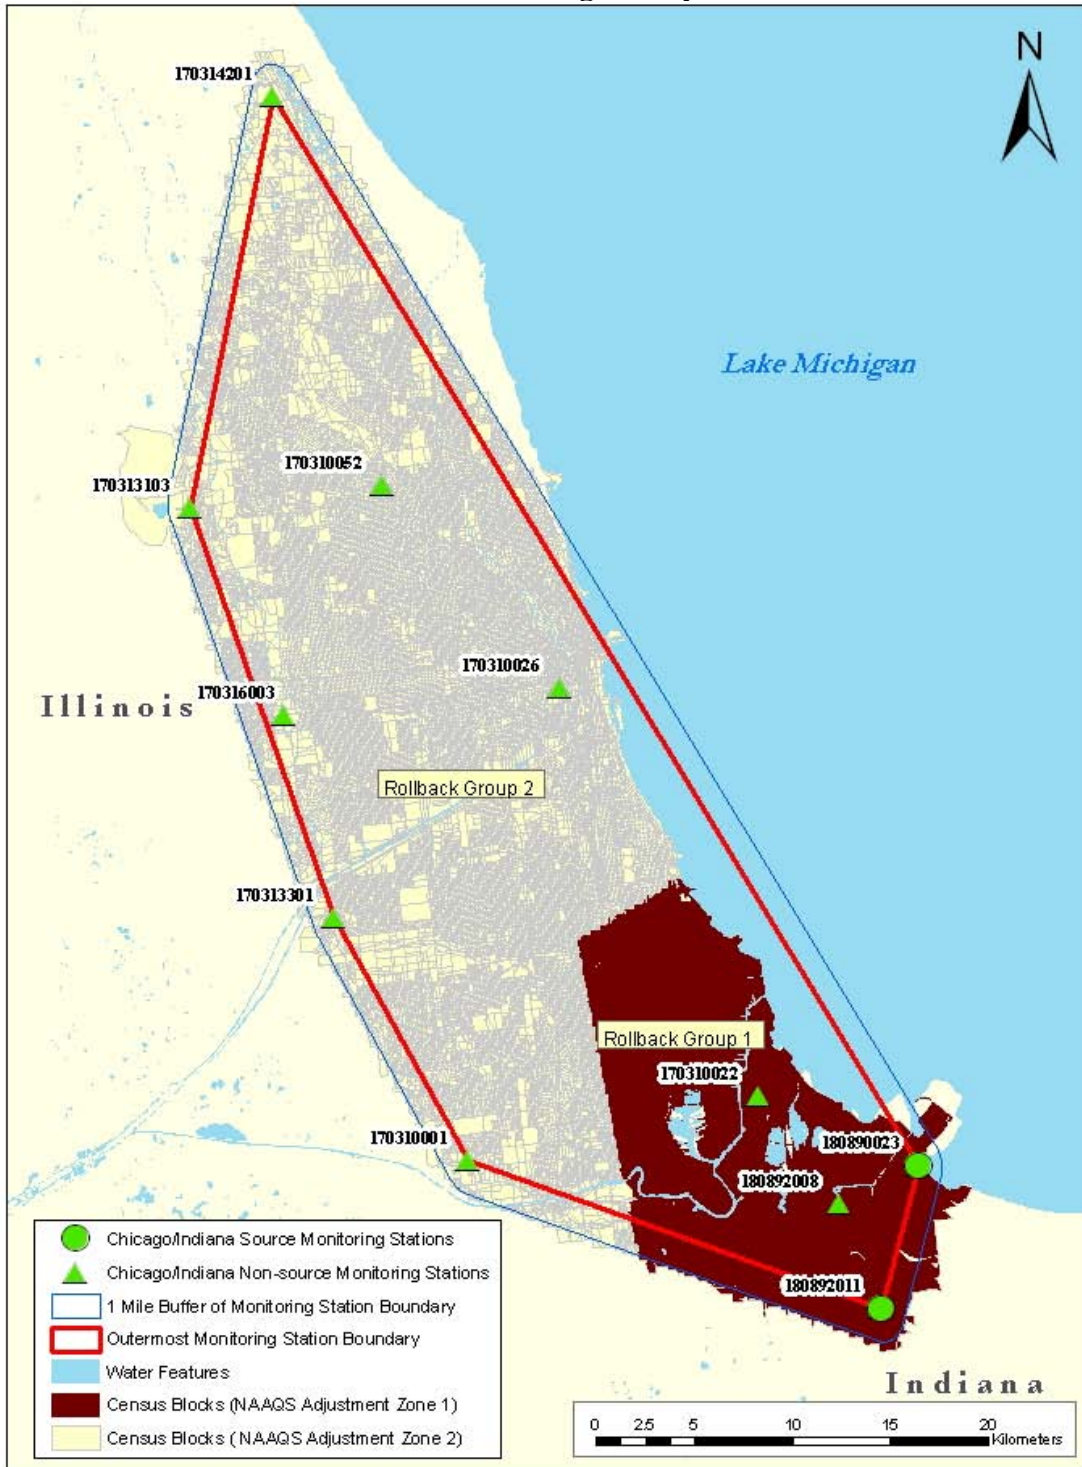 N
170314201
Lake Michigan
170310052
170313103
170310026
170316003
Illinois
Rollback Group 2
170313301
Rollback Group 1
170310022
170310001
180890023
180892008
180892011
Indiana
Chicago/Indiana Source Monitoring Stations
Chicago/Indiana Non-source Monitoring Stations
1 Mile Buffer of Monitoring Station Boundary
Outermost Monitoring Station Boundary
Water Features
Census Blocks (NAAQS Adjustment Zone 1)
Census Blocks ( NAAQS Adjustment Zone 2)
0 2.5 5 10 15 20
Kilometers